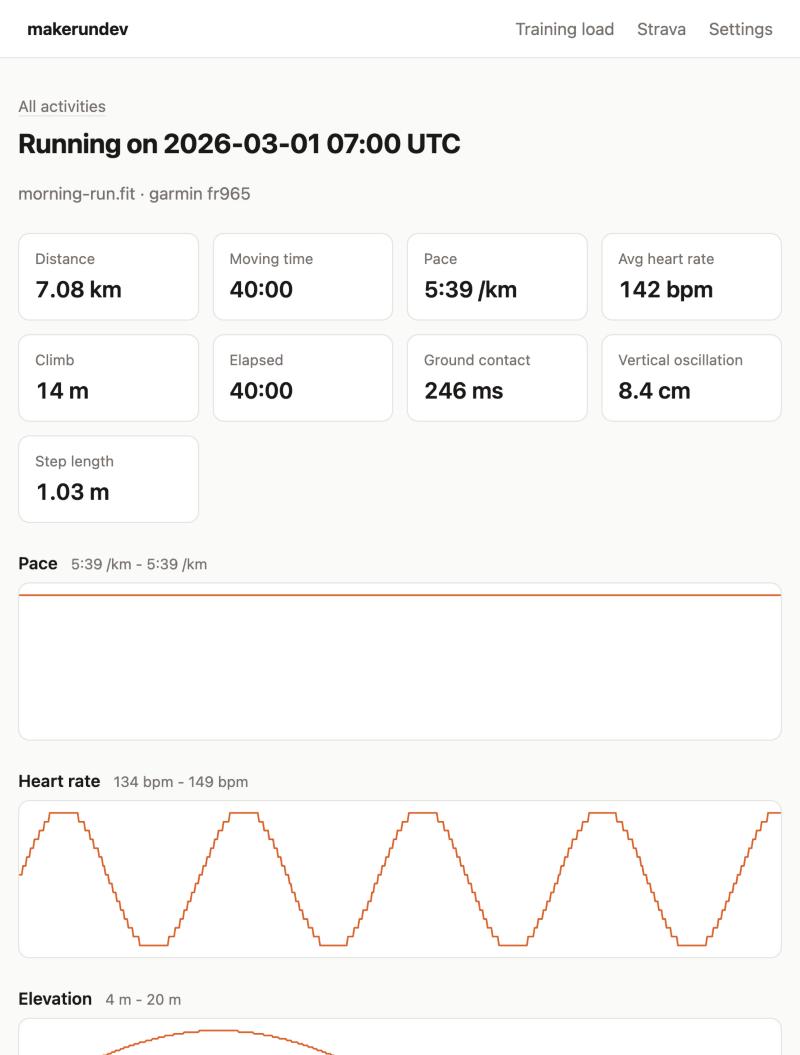 makerundev
Training load Strava Settings
All activities
Running on 2026-03-01 07:00 UTC
morning-run.fit · garmin fr965
Distance
7.08 km
Moving time
40:00
Pace
5:39 /km
Avg heart rate
142 bpm
Climb
14 m
Elapsed
40:00
Ground contact
246 ms
Vertical oscillation
8.4 cm
Step length
1.03 m
Pace 5:39 /km - 5:39 /km
Heart rate 134 bpm - 149 bpm
Elevation 4 m - 20 m